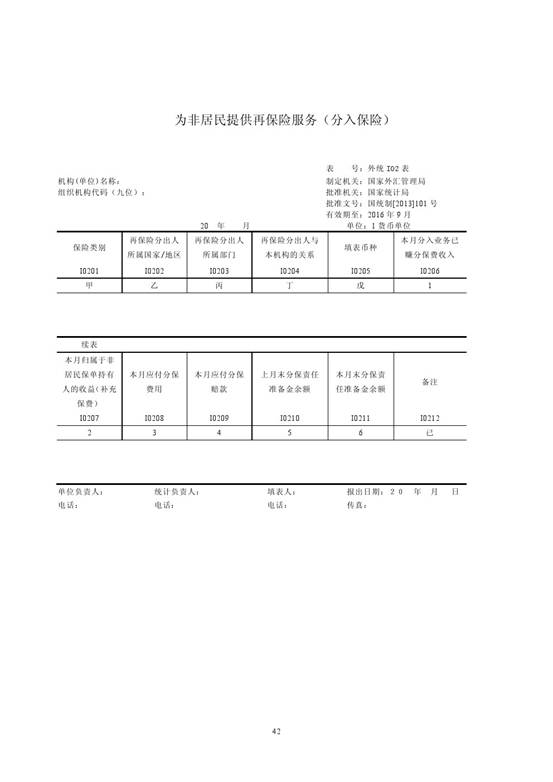 为非居民提供再保险服务（分入保险）
表 号：外统 I02 表
机构(单位)名称： 制定机关：国家外汇管理局
组织机构代码（九位）： 批准机关：国家统计局
批准文号：国统制[2013]101 号
有效期至：2016 年 9 月
20 年 月 单位：1 货币单位
保险类别 再保险分出人所属国家/地区 再保险分出人所属部门 再保险分出人与本机构的关系 填表币种 本月分入业务已赚分保费收入
I0201 I0202 I0203 I0204 I0205 I0206
甲 乙 丙 丁 戊 1
续表
本月归属于非居民保单持有人的收益（补充保费） 本月应付分保费用 本月应付分保赔款 上月末分保责任准备金余额 本月末分保责任准备金余额 备注
I0207 I0208 I0209 I0210 I0211 I0212
2 3 4 5 6 己
单位负责人： 统计负责人： 填表人： 报出日期：20 年 月 日
电话： 电话： 电话： 传真：
42